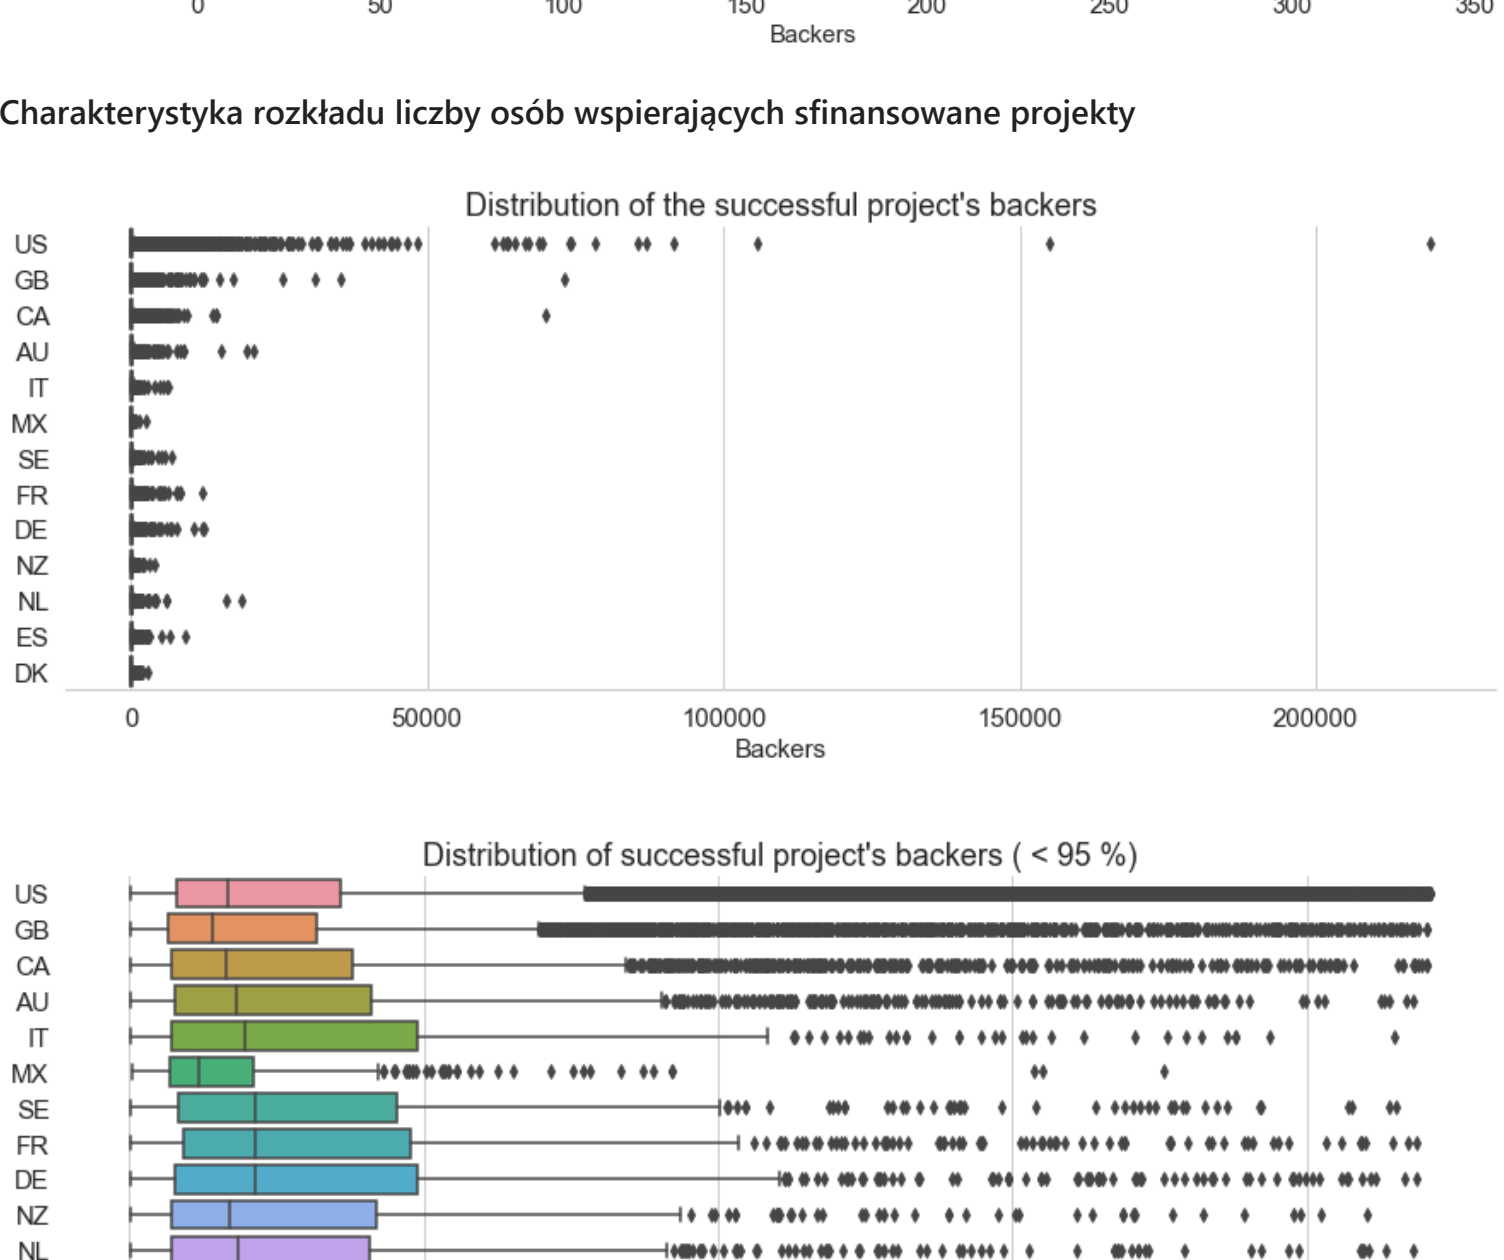 0 50 100 150 200 250 300 350
Backers
Charakterystyka rozkładu liczby osób wspierających sfinansowane projekty
Distribution of the successful project's backers
US
GB
CA
AU
IT
MX
SE
FR
DE
NZ
NL
ES
DK
0 50000 100000 150000 200000
Backers
Distribution of successful project's backers ( < 95 %)
US
GB
CA
AU
IT
MX
SE
FR
DE
NZ
NL